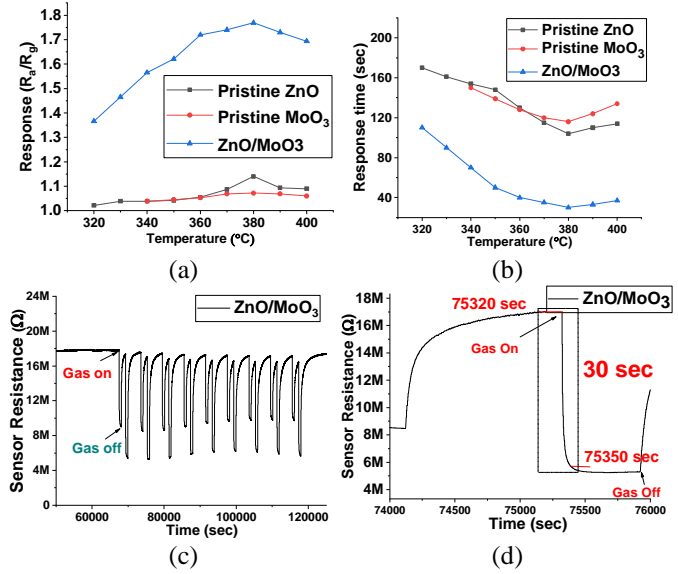 1.8
1.7
1.6
1.5
1.4
1.3
1.2
1.1
1.0
Response (Rₐ/R_g)
Pristine ZnO
Pristine MoO₃
ZnO/MoO3
320 340 360 380 400
Temperature (ºC)
(a)
200
160
120
80
40
Response time (sec)
Pristine ZnO
Pristine MoO₃
ZnO/MoO3
320 340 360 380 400
Temperature (ºC)
(b)
24M
20M
16M
12M
8M
4M
Sensor Resistance (Ω)
ZnO/MoO₃
Gas on
Gas off
60000 80000 100000 120000
Time (sec)
(c)
18M
16M
14M
12M
10M
8M
6M
4M
Sensor Resistance (Ω)
ZnO/MoO₃
75320 sec
Gas On
30 sec
75350 sec
Gas Off
74000 74500 75000 75500 76000
Time (sec)
(d)